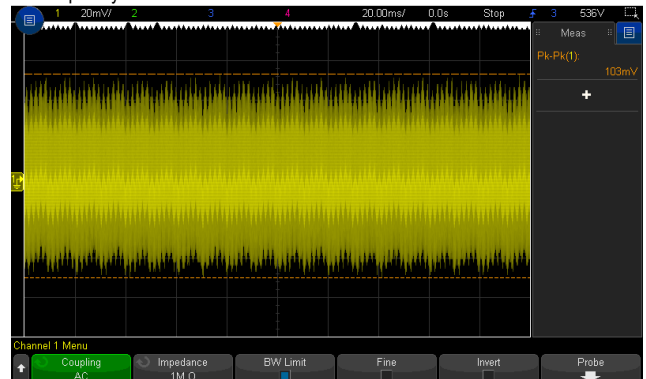 1 20mV/ 2 3 4 20.00ms/ 0.0s Stop 3 536V
Meas
Pk-Pk(1):
103mV
Channel 1 Menu
Coupling Impedance BW Limit Fine Invert Probe
AC 1M Ω